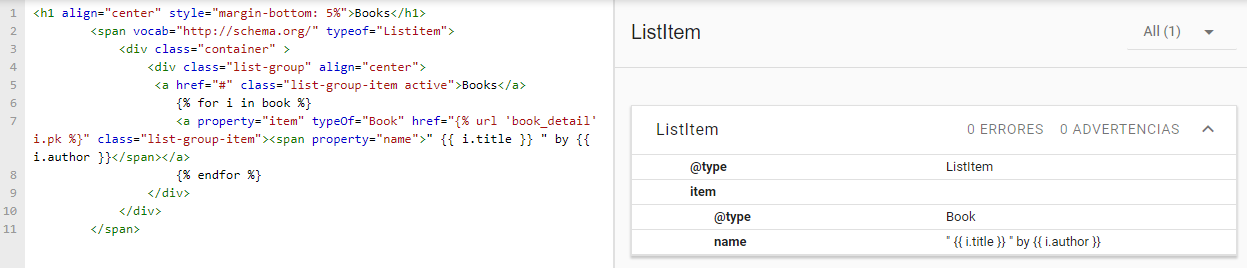 1 <h1 align="center" style="margin-bottom: 5%">Books</h1>
2 <span vocab="http://schema.org/" typeof="Listitem">
3 <div class="container" >
4 <div class="list-group" align="center">
5 <a href="#" class="list-group-item active">Books</a>
6 {% for i in book %}
7 <a property="item" typeOf="Book" href="{% url 'book_detail'
i.pk %}" class="list-group-item"><span property="name">" {{ i.title }} " by {{
i.author }}</span></a>
8 {% endfor %}
9 </div>
10 </div>
11 </span>
ListItem All (1)
ListItem 0 ERRORES 0 ADVERTENCIAS
@type ListItem
item
@type Book
name " {{ i.title }} " by {{ i.author }}